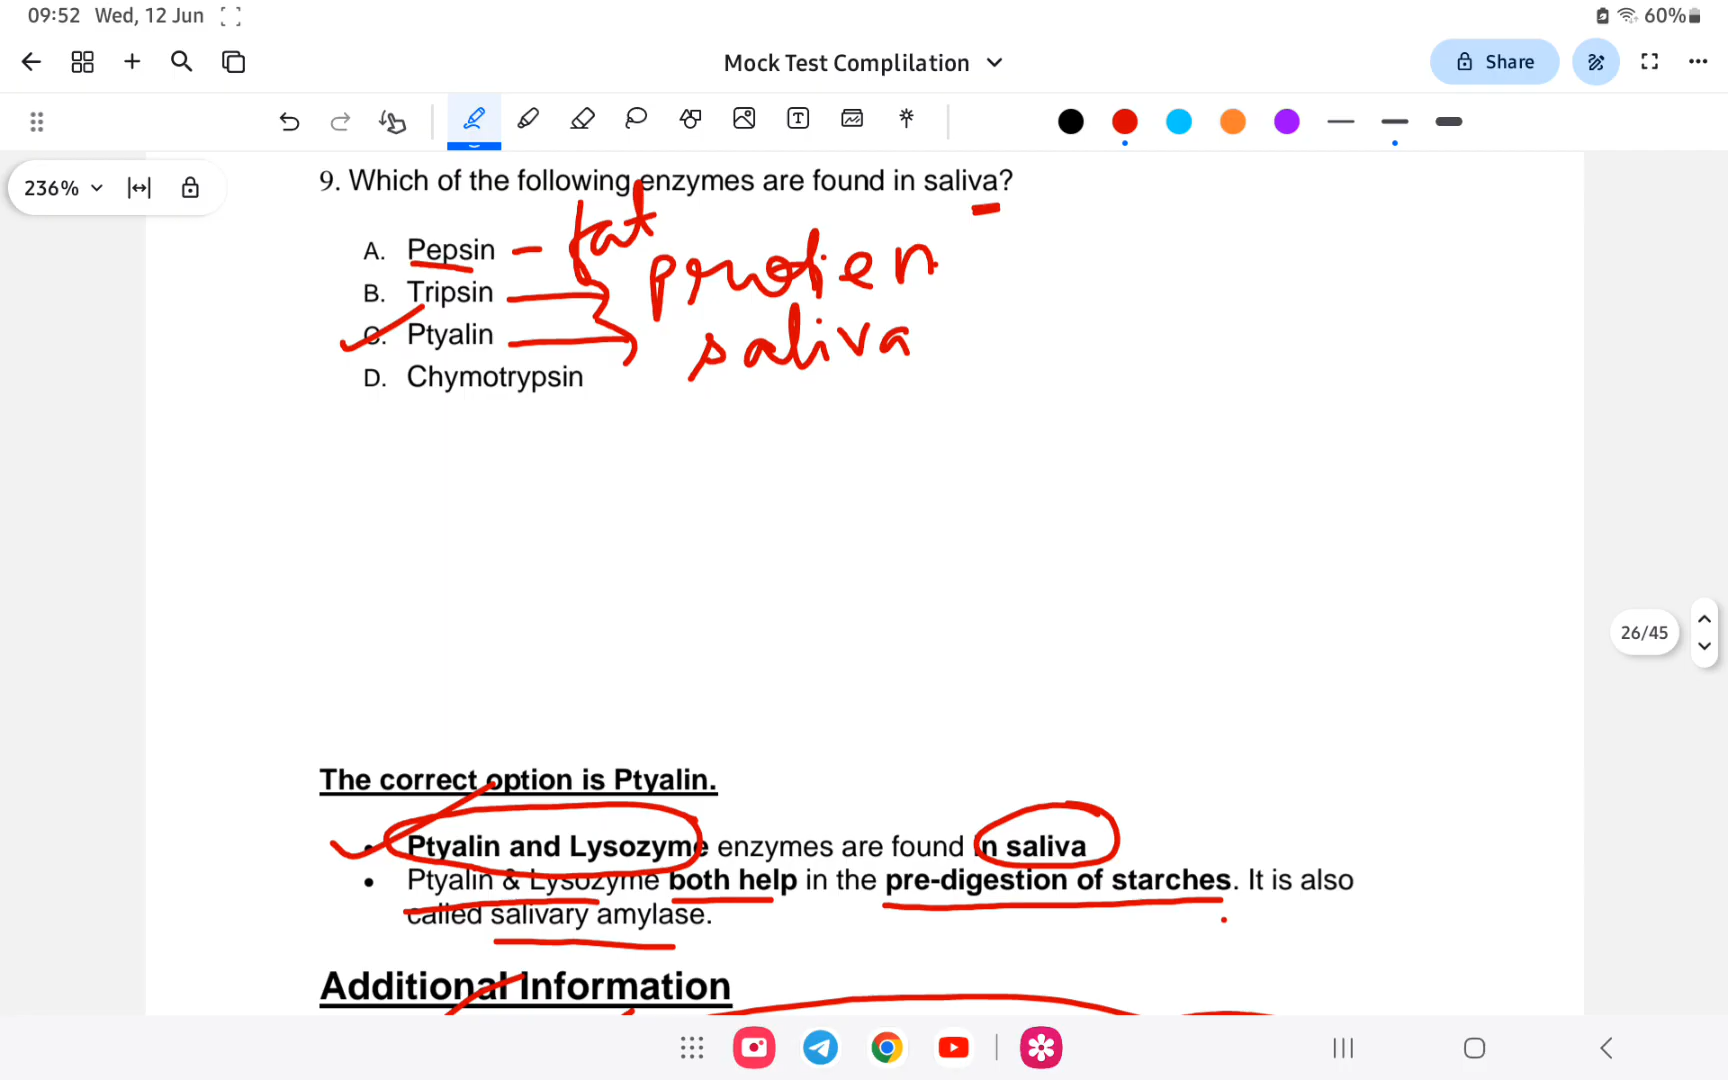 09:52 Wed, 12 Jun
60%
Mock Test Complilation
Share
236%
9. Which of the following enzymes are found in saliva?
A. Pepsin - fat
B. Tripsin protien
C. Ptyalin saliva
D. Chymotrypsin
26/45
The correct option is Ptyalin.
• Ptyalin and Lysozyme enzymes are found in saliva
• Ptyalin & Lysozyme both help in the pre-digestion of starches. It is also
called salivary amylase.
Additional Information